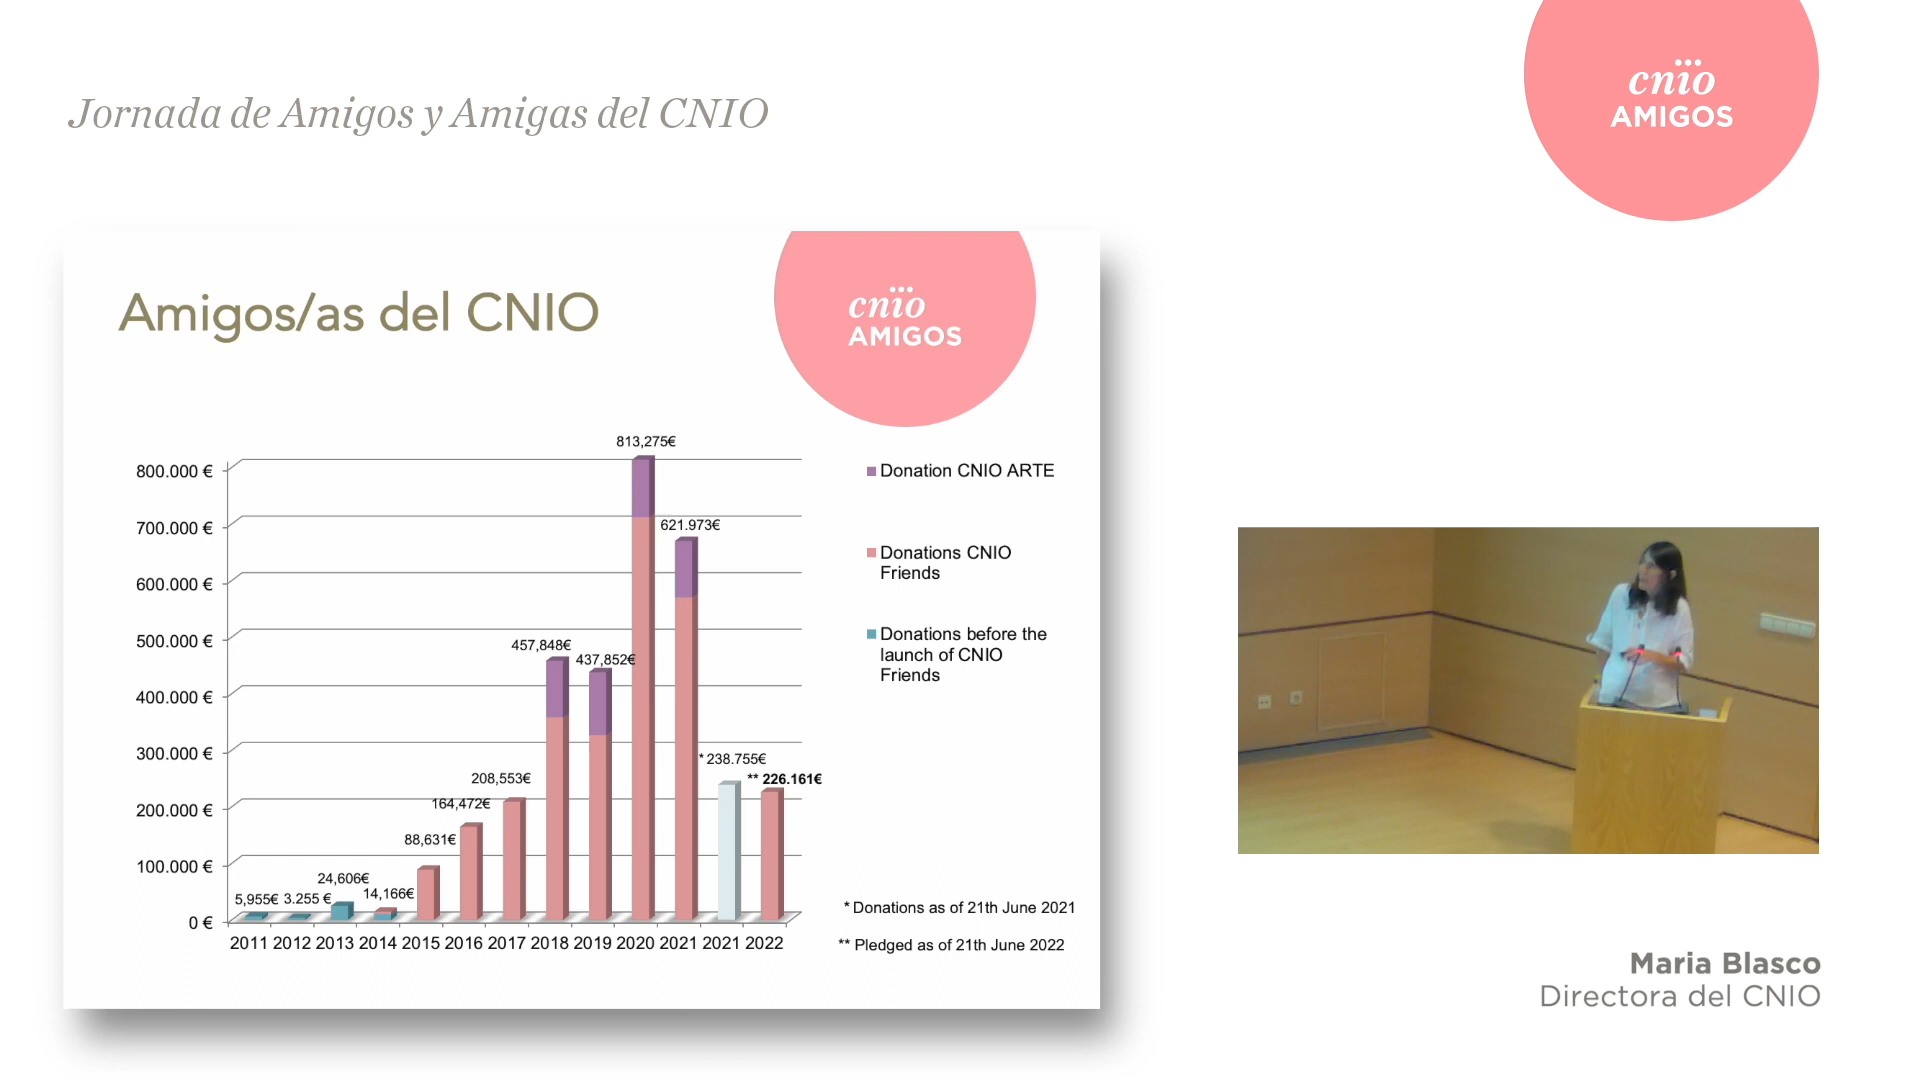 Jornada de Amigos y Amigas del CNIO
cnio
AMIGOS
Amigos/as del CNIO
cnio
AMIGOS
800.000 €
700.000 €
600.000 €
500.000 €
400.000 €
300.000 €
200.000 €
100.000 €
0 €
5,955€
3.255 €
24,606€
14,166€
88,631€
164,472€
208,553€
457,848€
437,852€
813,275€
621.973€
* 238.755€
** 226.161€
2011 2012 2013 2014 2015 2016 2017 2018 2019 2020 2021 2021 2022
Donation CNIO ARTE
Donations CNIO
Friends
Donations before the
launch of CNIO
Friends
* Donations as of 21th June 2021
** Pledged as of 21th June 2022
Maria Blasco
Directora del CNIO